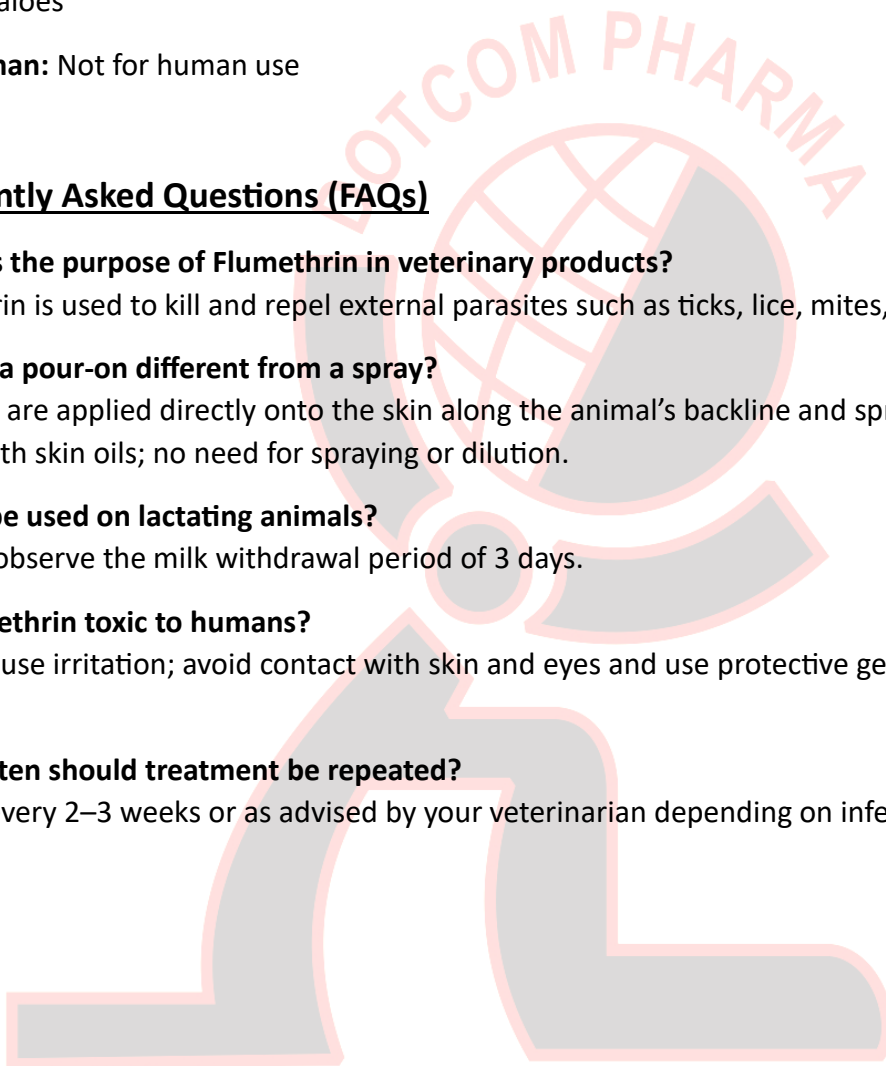 aloes
nan: Not for human use
DOTCOM PHARMA
ntly Asked Questions (FAQs)
s the purpose of Flumethrin in veterinary products?
rin is used to kill and repel external parasites such as ticks, lice, mites,
a pour-on different from a spray?
are applied directly onto the skin along the animal’s backline and spr
th skin oils; no need for spraying or dilution.
be used on lactating animals?
observe the milk withdrawal period of 3 days.
ethrin toxic to humans?
use irritation; avoid contact with skin and eyes and use protective ge
ten should treatment be repeated?
very 2–3 weeks or as advised by your veterinarian depending on infe